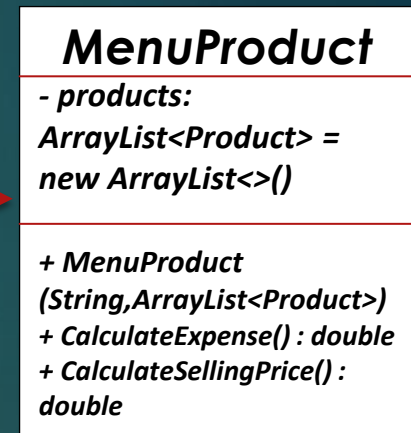 MenuProduct
- products:
ArrayList<Product> =
new ArrayList<>()
+ MenuProduct
(String,ArrayList<Product>)
+ CalculateExpense() : double
+ CalculateSellingPrice() :
double